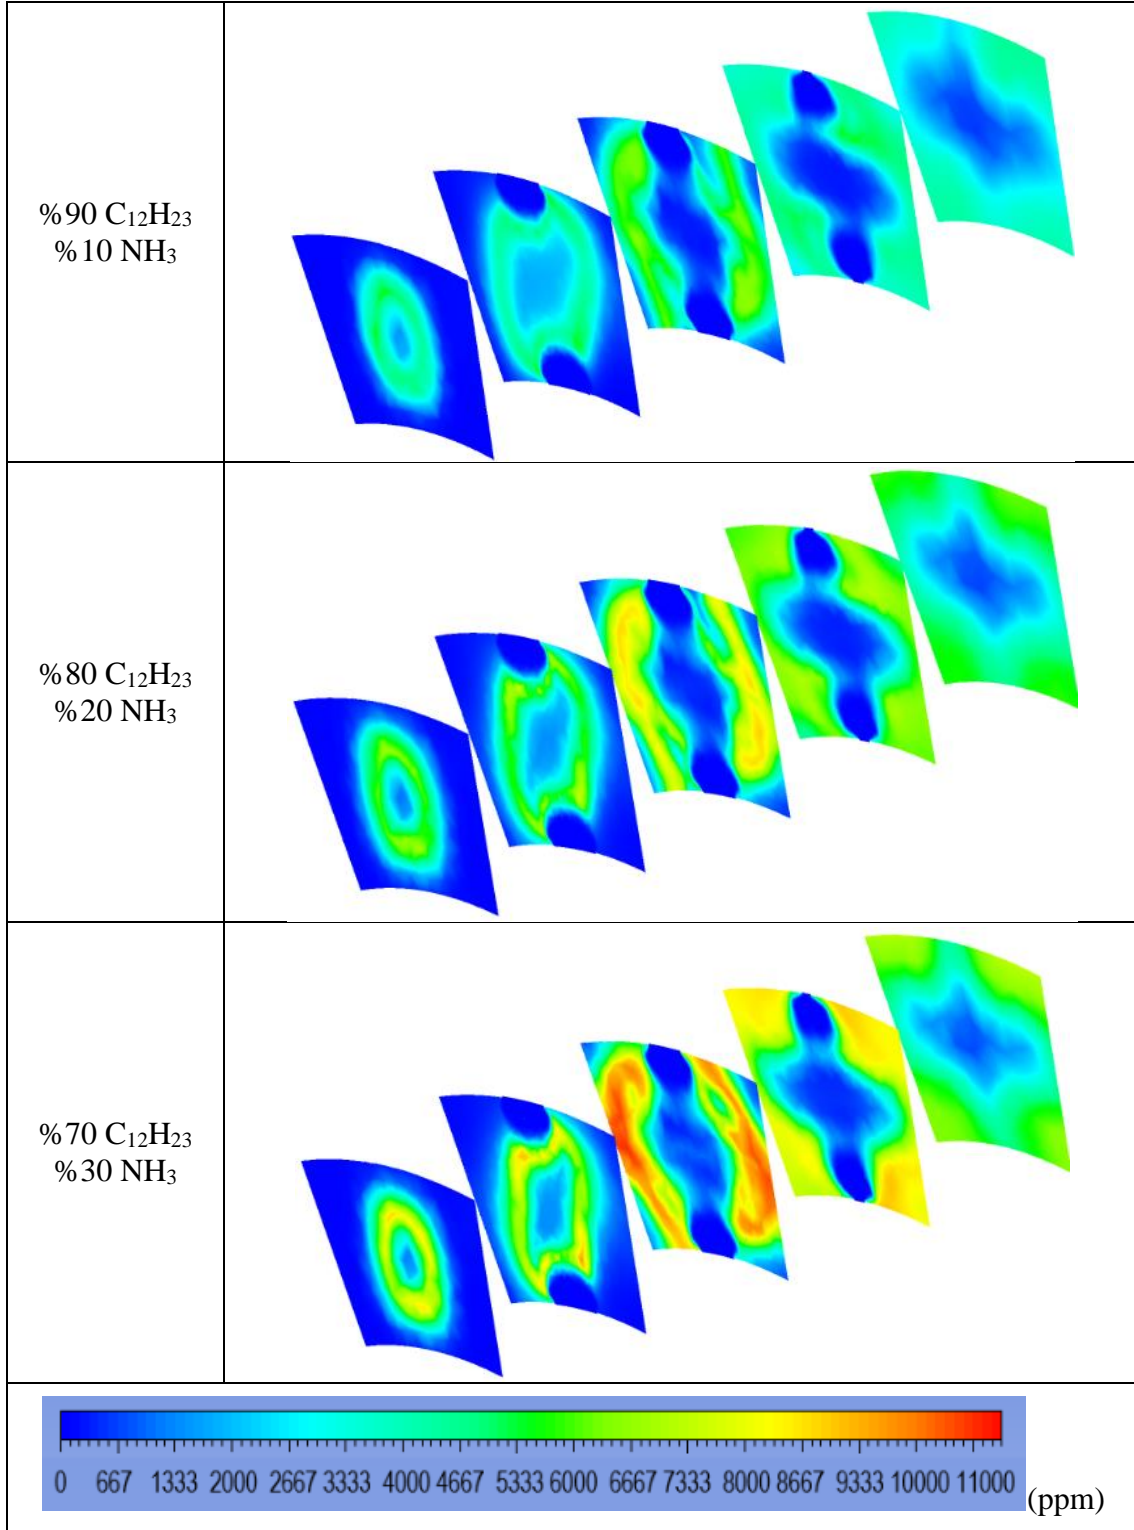 %90 C₁₂H₂₃
%10 NH₃
%80 C₁₂H₂₃
%20 NH₃
%70 C₁₂H₂₃
%30 NH₃
0 667 1333 2000 2667 3333 4000 4667 5333 6000 6667 7333 8000 8667 9333 10000 11000 (ppm)